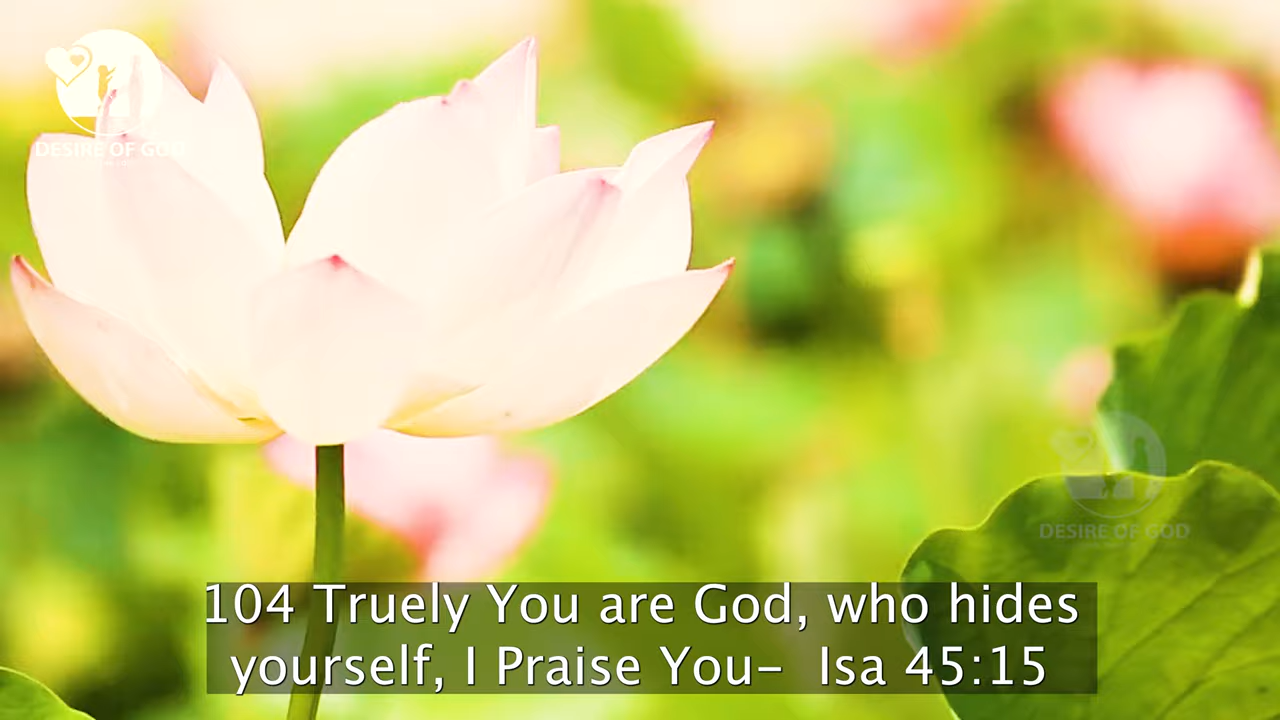 DESIRE OF GOD
104 Truely You are God, who hides
yourself, I Praise You-  Isa 45:15
DESIRE OF GOD